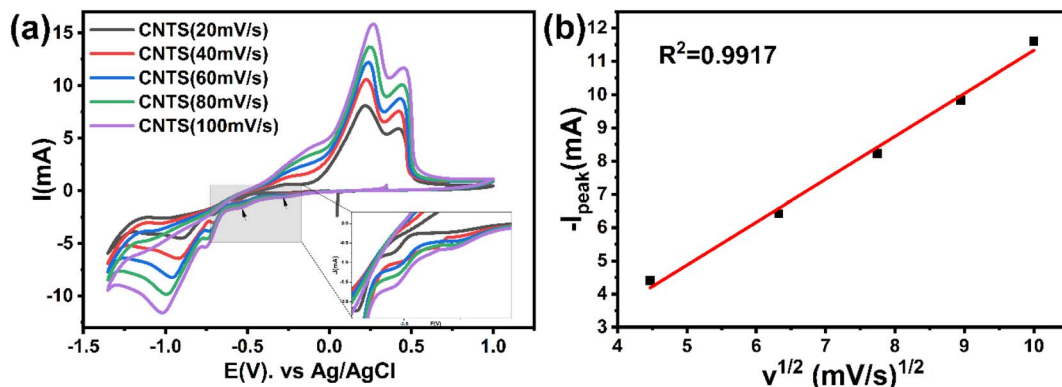 (a)
CNTS(20mV/s)
CNTS(40mV/s)
CNTS(60mV/s)
CNTS(80mV/s)
CNTS(100mV/s)
I(mA)
15
10
5
0
-5
-10
-1.5
-1.0
-0.5
0.0
0.5
1.0
E(V). vs Ag/AgCl
E(V)
(b)
R²=0.9917
-I_peak(mA)
12
11
10
9
8
7
6
5
4
3
4
5
6
7
8
9
10
v^1/2 (mV/s)^1/2